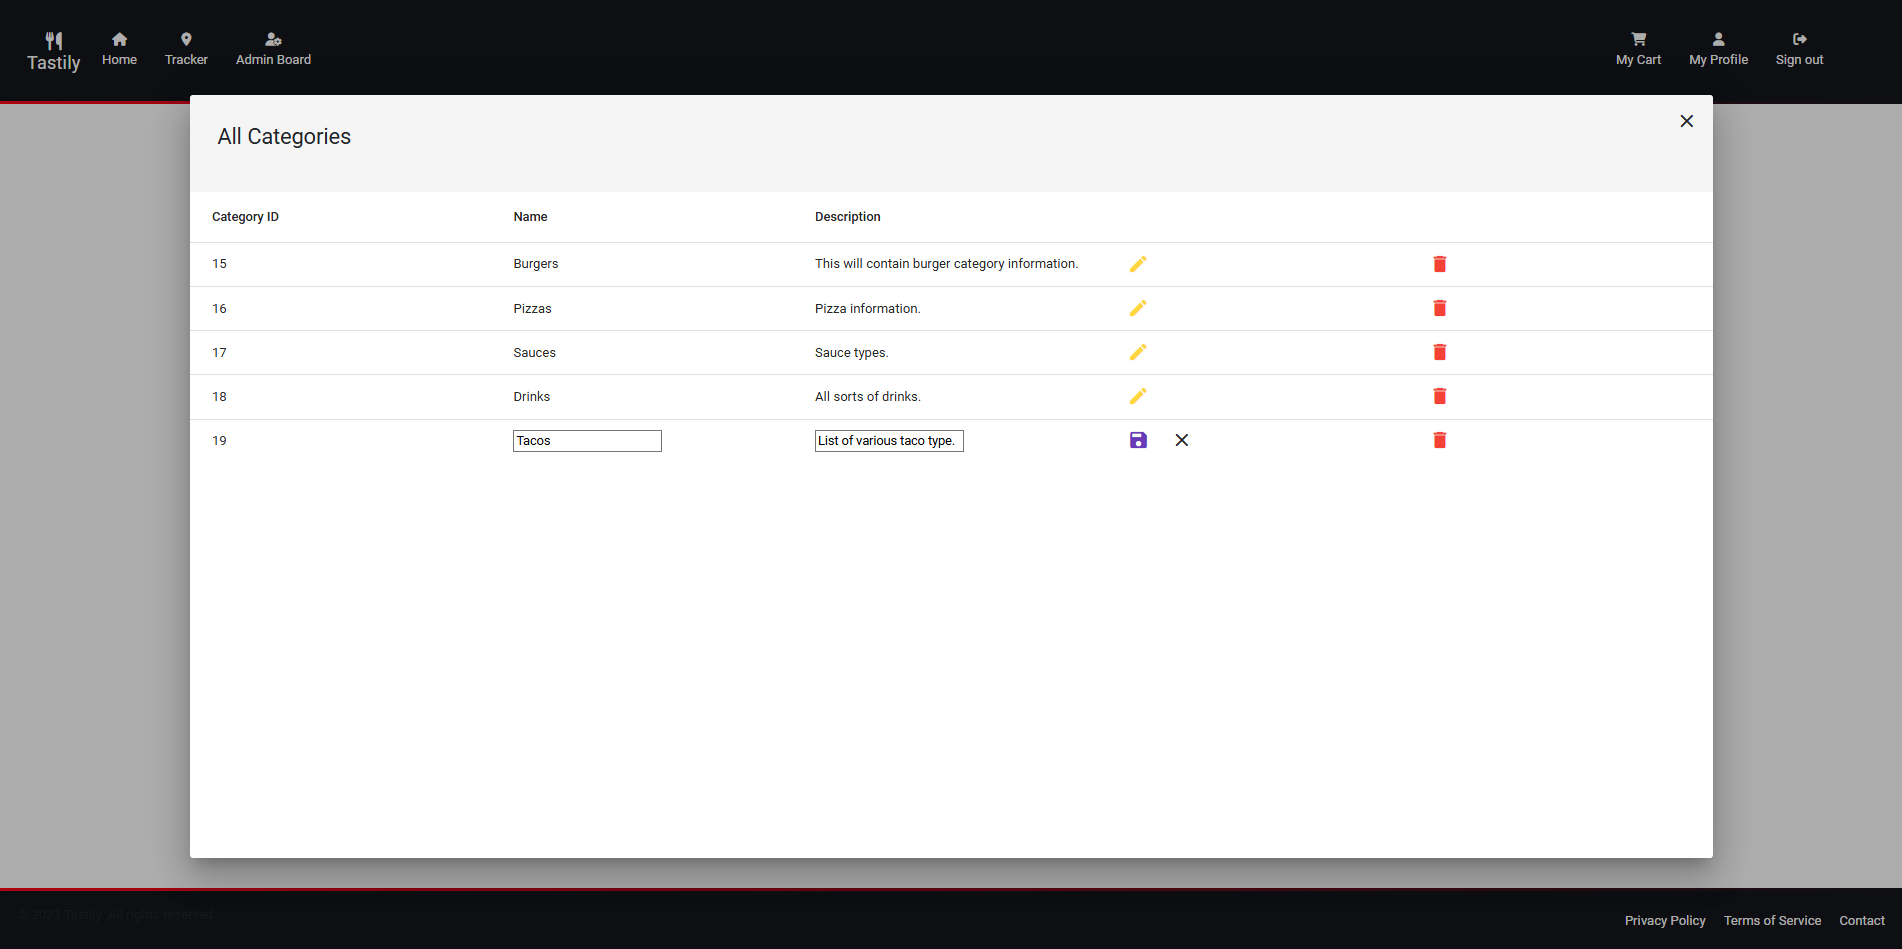 Tastily
Home
Tracker
Admin Board
My Cart
My Profile
Sign out
All Categories
Category ID Name Description
15 Burgers This will contain burger category information.
16 Pizzas Pizza information.
17 Sauces Sauce types.
18 Drinks All sorts of drinks.
19 Tacos List of various taco type.
© 2023 Tastily. All rights reserved.
Privacy Policy Terms of Service Contact